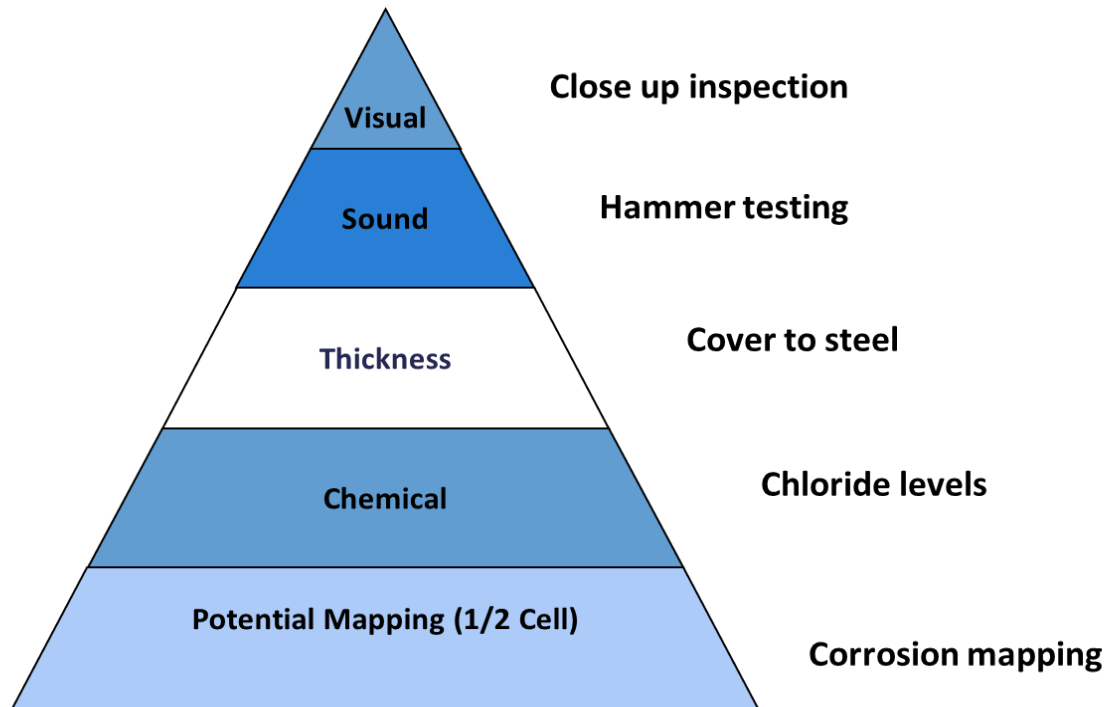 Close up inspection
Visual
Hammer testing
Sound
Cover to steel
Thickness
Chloride levels
Chemical
Potential Mapping (1/2 Cell)
Corrosion mapping